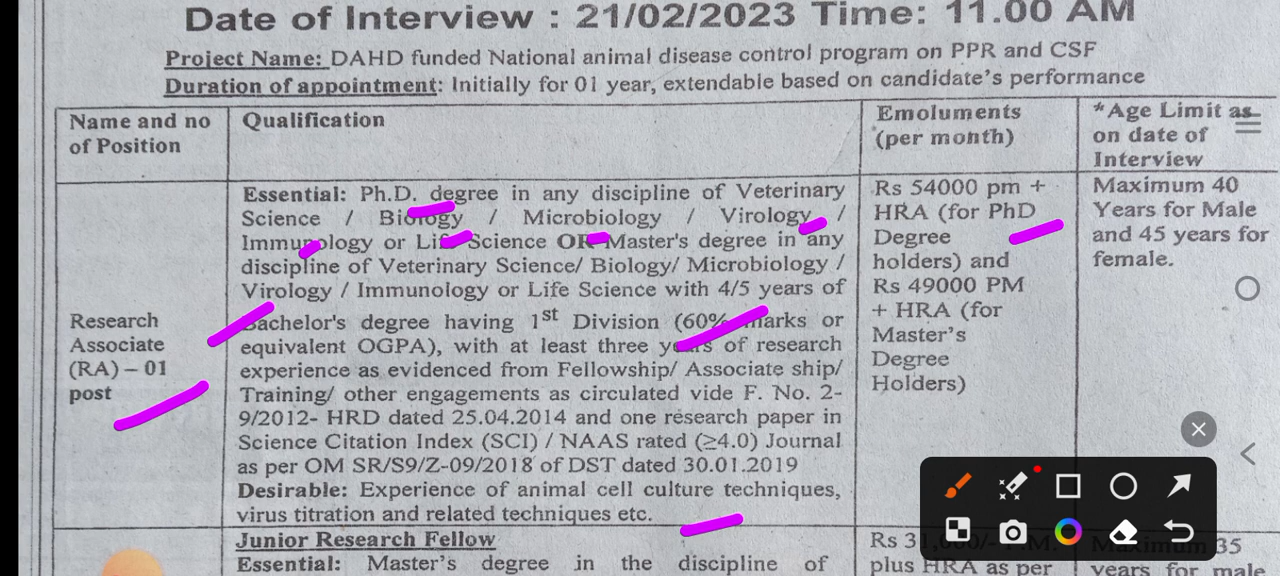 Date of Interview : 21/02/2023 Time: 11.00 AM
Project Name: DAHD funded National animal disease control program on PPR and CSF
Duration of appointment: Initially for 01 year, extendable based on candidate's performance
Name and no
of Position
Qualification
Emoluments
(per month)
*Age Limit as
on date of
Interview
Research
Associate
(RA) – 01
post
Essential: Ph.D. degree in any discipline of Veterinary
Science / Biology / Microbiology / Virology /
Immunology or Life Science OR Master's degree in any
discipline of Veterinary Science/ Biology/ Microbiology /
Virology / Immunology or Life Science with 4/5 years of
Bachelor's degree having 1st Division (60% marks or
equivalent OGPA), with at least three years of research
experience as evidenced from Fellowship/ Associate ship/
Training/ other engagements as circulated vide F. No. 2-
9/2012- HRD dated 25.04.2014 and one research paper in
Science Citation Index (SCI) / NAAS rated (≥4.0) Journal
as per OM SR/S9/Z-09/2018 of DST dated 30.01.2019
Desirable: Experience of animal cell culture techniques,
virus titration and related techniques etc.
Rs 54000 pm +
HRA (for PhD
Degree
holders) and
Rs 49000 PM
+ HRA (for
Master's
Degree
Holders)
Maximum 40
Years for Male
and 45 years for
female.
Junior Research Fellow
Essential: Master's degree in the discipline of
Rs 31,000/- P.M.
plus HRA as per
Maximum 35
years for male